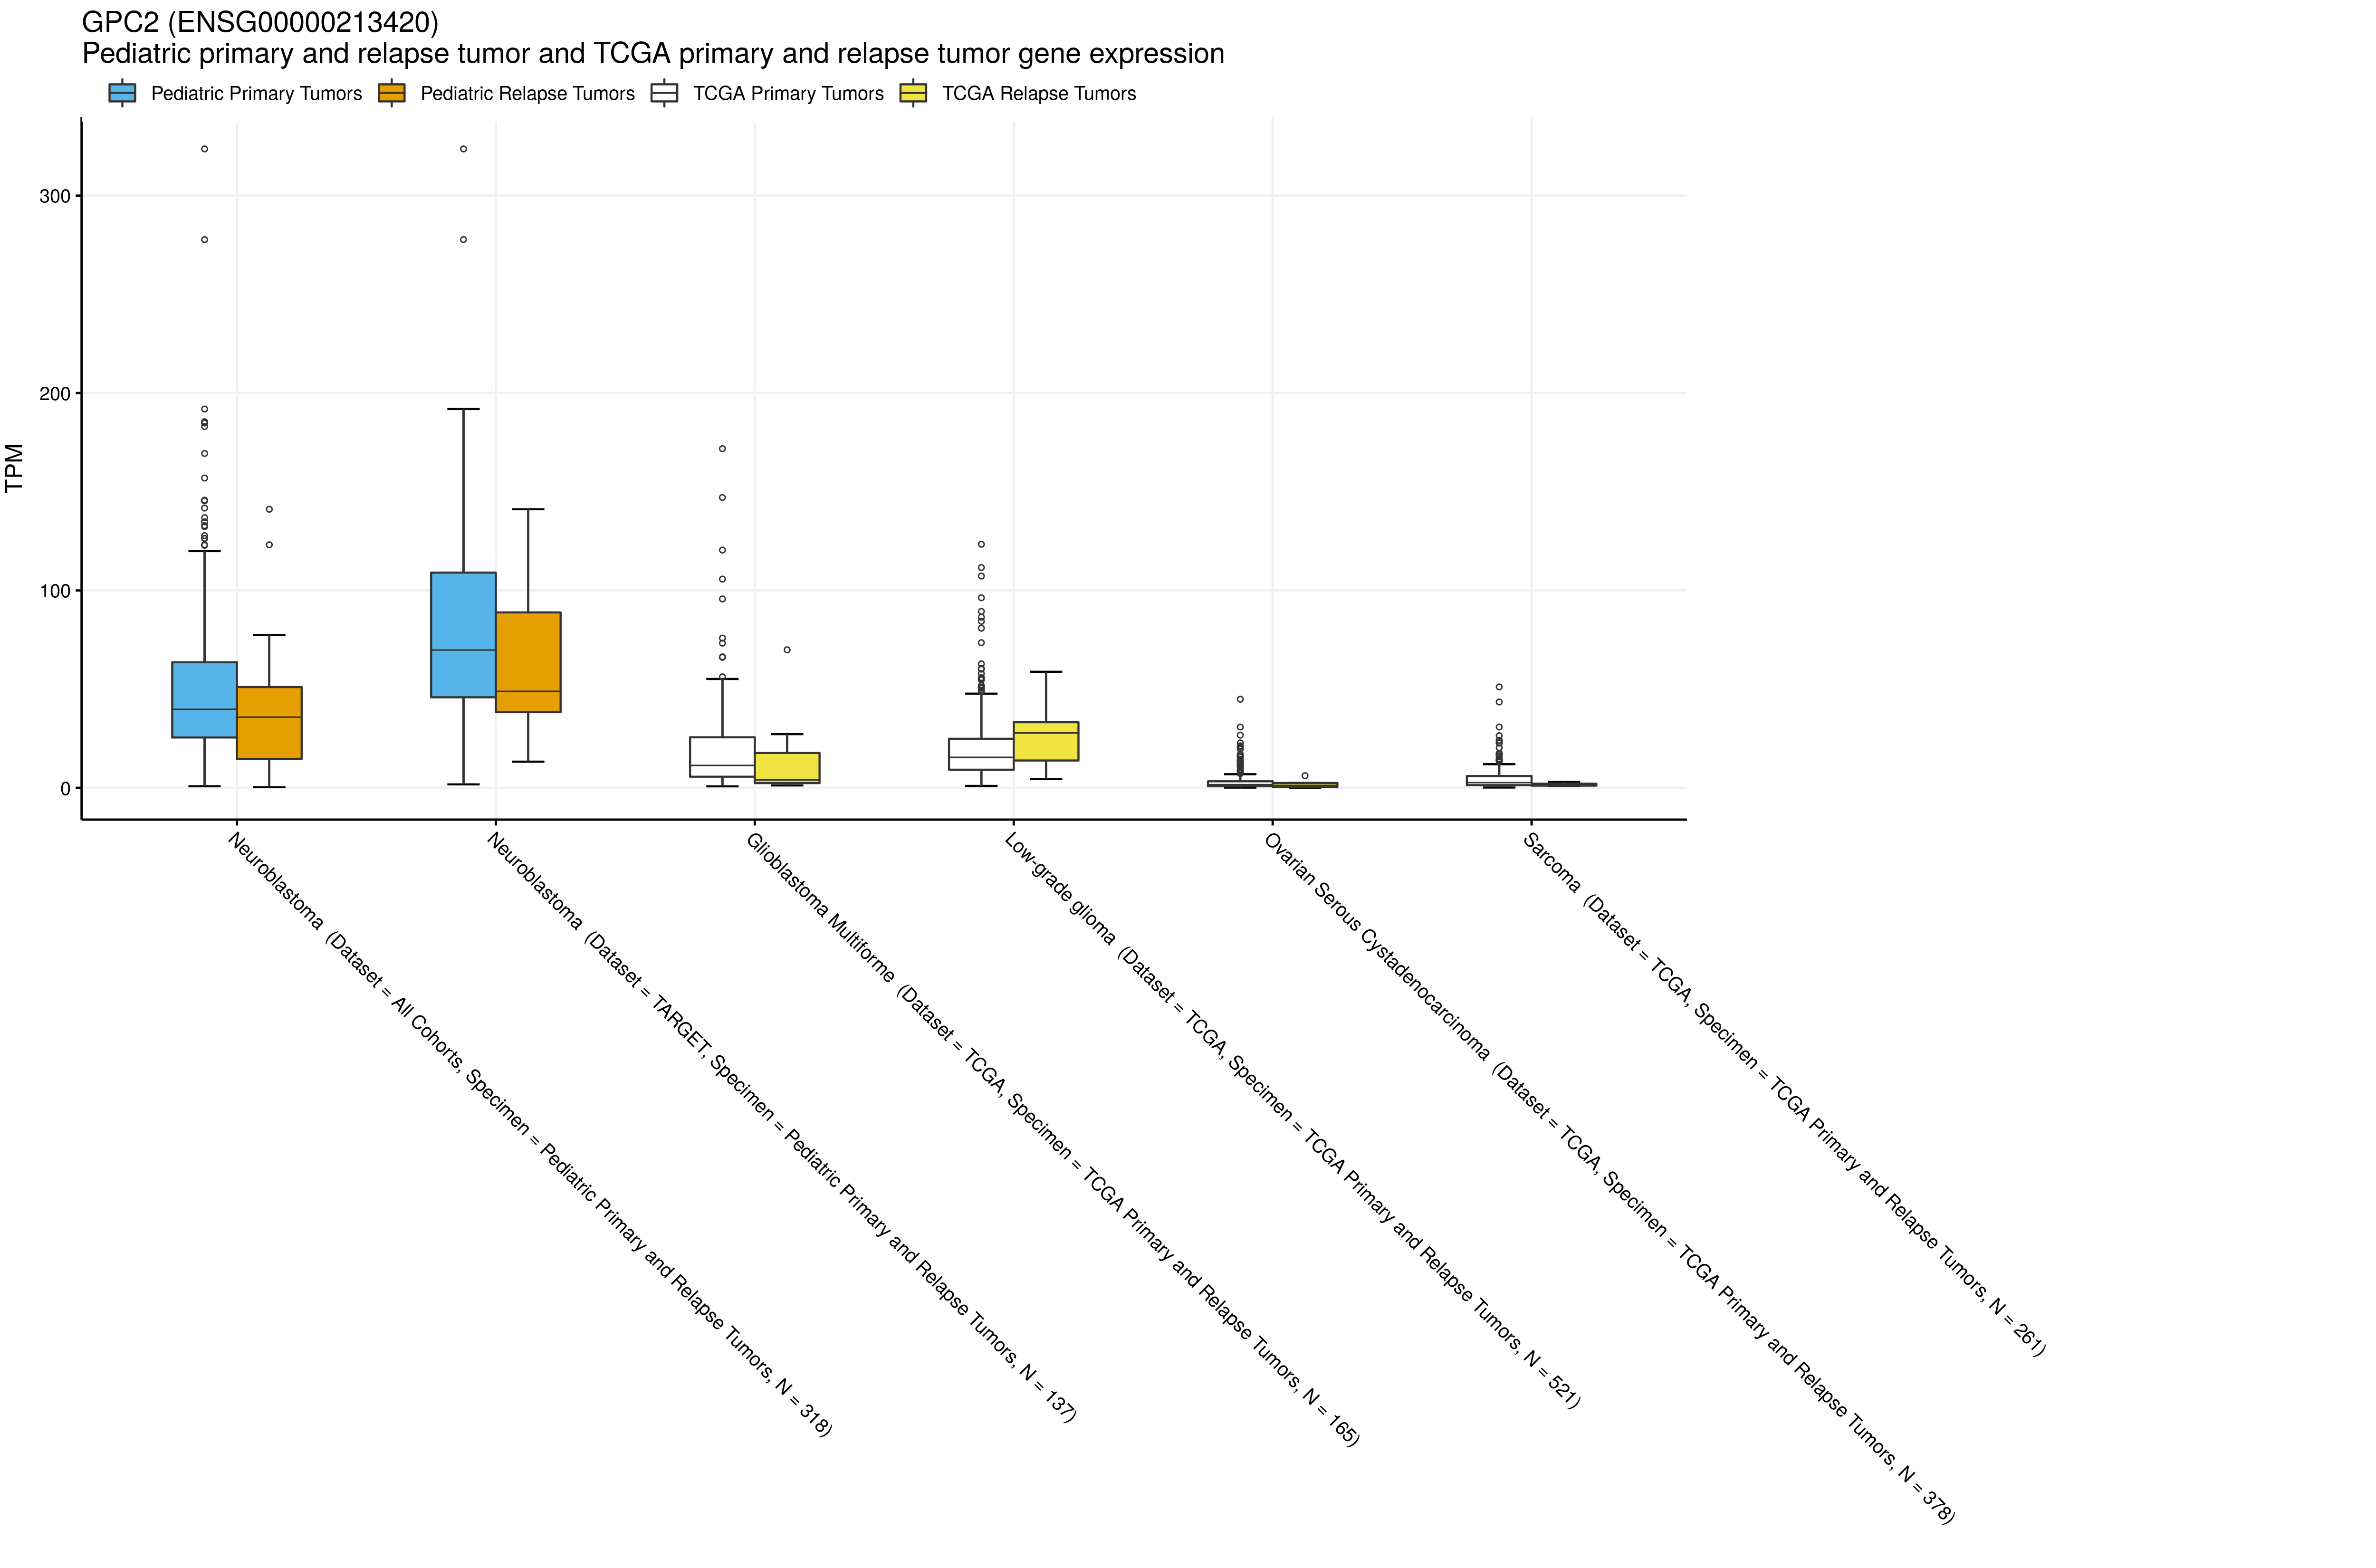 GPC2 (ENSG00000213420)
Pediatric primary and relapse tumor and TCGA primary and relapse tumor gene expression
Pediatric Primary Tumors
Pediatric Relapse Tumors
TCGA Primary Tumors
TCGA Relapse Tumors
TPM
300
200
100
0
Neuroblastoma (Dataset = All Cohorts, Specimen = Pediatric Primary and Relapse Tumors, N = 318)
Neuroblastoma (Dataset = TARGET, Specimen = Pediatric Primary and Relapse Tumors, N = 137)
Glioblastoma Multiforme (Dataset = TCGA, Specimen = TCGA Primary and Relapse Tumors, N = 165)
Low-grade glioma (Dataset = TCGA, Specimen = TCGA Primary and Relapse Tumors, N = 521)
Ovarian Serous Cystadenocarcinoma (Dataset = TCGA, Specimen = TCGA Primary and Relapse Tumors, N = 378)
Sarcoma (Dataset = TCGA, Specimen = TCGA Primary and Relapse Tumors, N = 261)